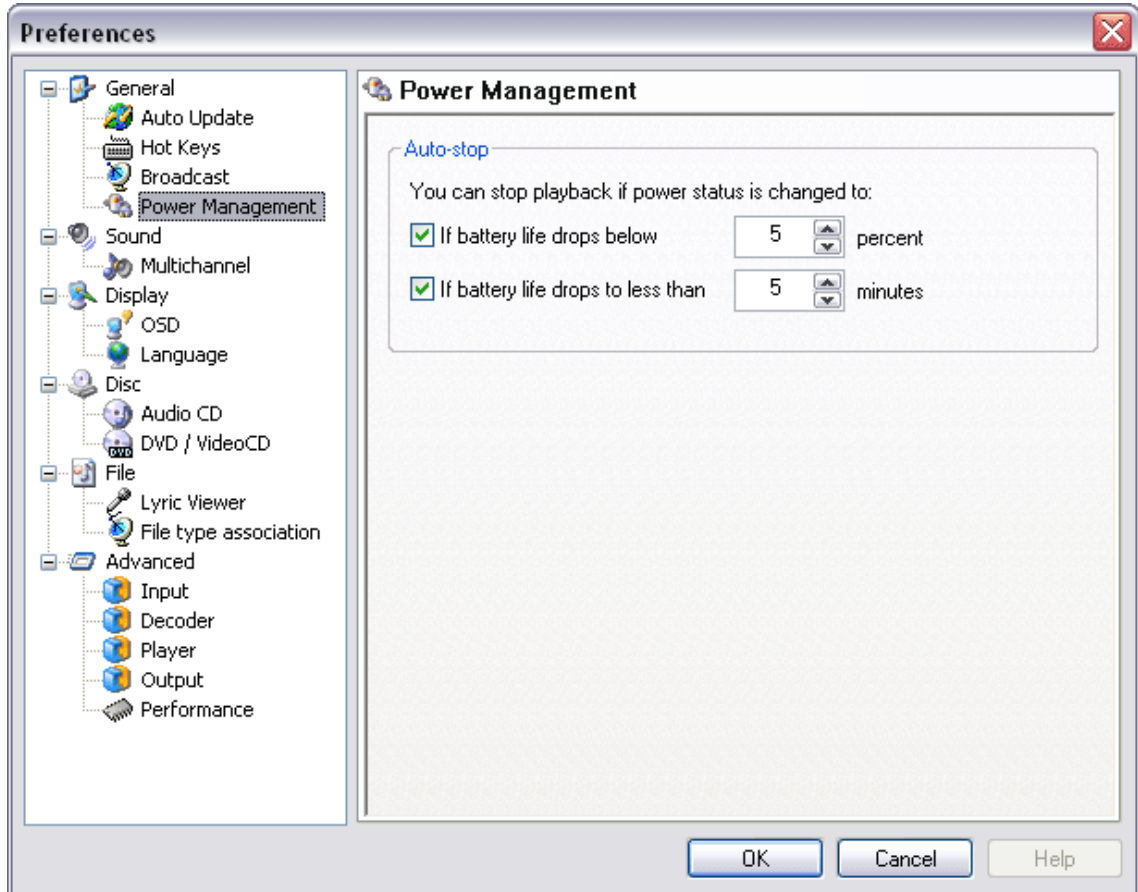 Preferences
General
Auto Update
Hot Keys
Broadcast
Power Management
Sound
Multichannel
Display
OSD
Language
Disc
Audio CD
DVD
DVD / VideoCD
File
Lyric Viewer
File type association
Advanced
Input
Decoder
Player
Output
Performance
Power Management
Auto-stop
You can stop playback if power status is changed to:
If battery life drops below 5 percent
If battery life drops to less than 5 minutes
OK Cancel Help